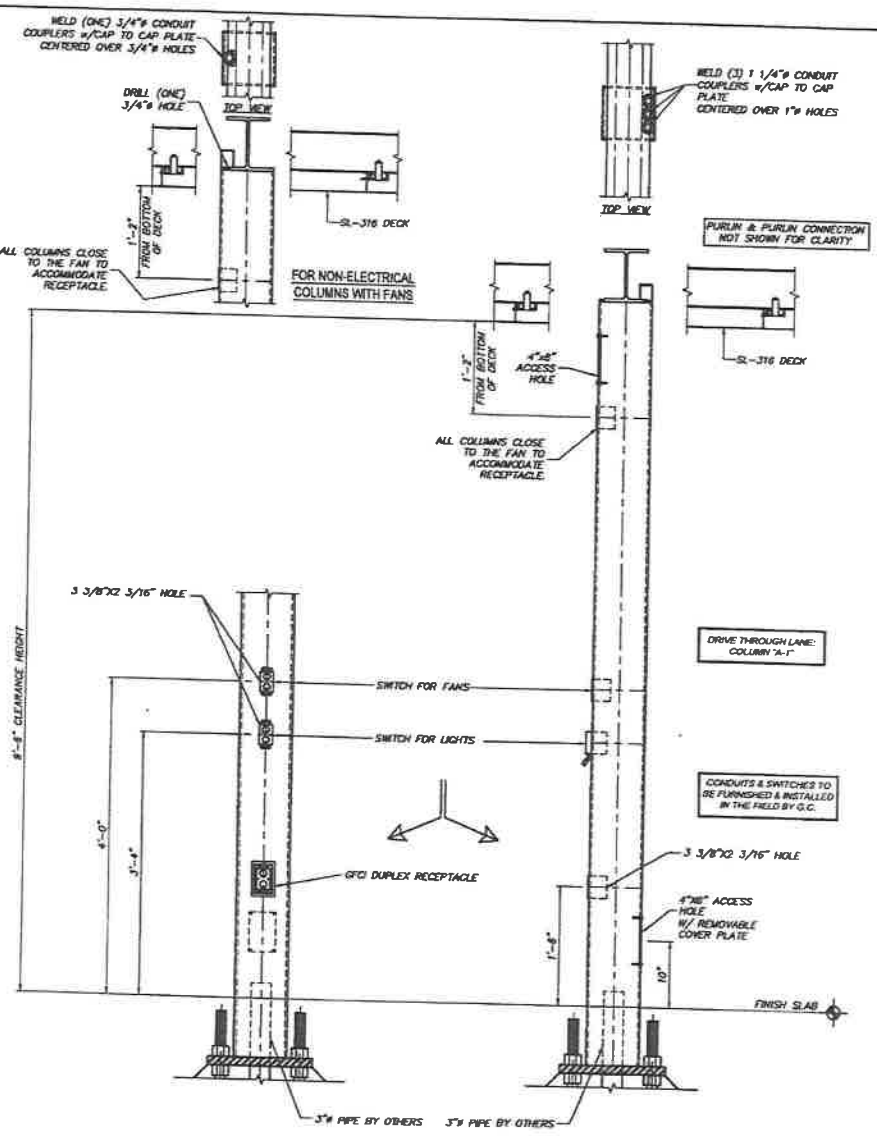 WELD (ONE) 3/4"ø CONDUIT
COUPLERS w/CAP TO CAP PLATE
CENTERED OVER 3/4"ø HOLES
TOP VIEW
DRILL (ONE)
3/4"ø HOLE
SL-316 DECK
1'-2"
FROM BOTTOM
OF DECK
ALL COLUMNS CLOSE
TO THE FAN TO
ACCOMMODATE
RECEPTACLE.
FOR NON-ELECTRICAL
COLUMNS WITH FANS
WELD (3) 1 1/4"ø CONDUIT
COUPLERS w/CAP TO CAP
PLATE
CENTERED OVER 1"ø HOLES
TOP VIEW
PURLIN & PURLIN CONNECTION
NOT SHOWN FOR CLARITY
SL-316 DECK
1'-2"
FROM BOTTOM
OF DECK
4"x8"
ACCESS
HOLE
ALL COLUMNS CLOSE
TO THE FAN TO
ACCOMMODATE
RECEPTACLE.
3 3/8"X2 3/16" HOLE
CLEARANCE HEIGHT
SWITCH FOR FANS
SWITCH FOR LIGHTS
4'-0"
3'-4"
GFCI DUPLEX RECEPTACLE
DRIVE THROUGH LANE:
COLUMN "A-1"
CONDUITS & SWITCHES TO
BE FURNISHED & INSTALLED
IN THE FIELD BY G.C.
3 3/8"X2 3/16" HOLE
4"X8" ACCESS
HOLE
W/ REMOVABLE
COVER PLATE
1'-6"
10"
FINISH SLAB
3"ø PIPE BY OTHERS
3"ø PIPE BY OTHERS